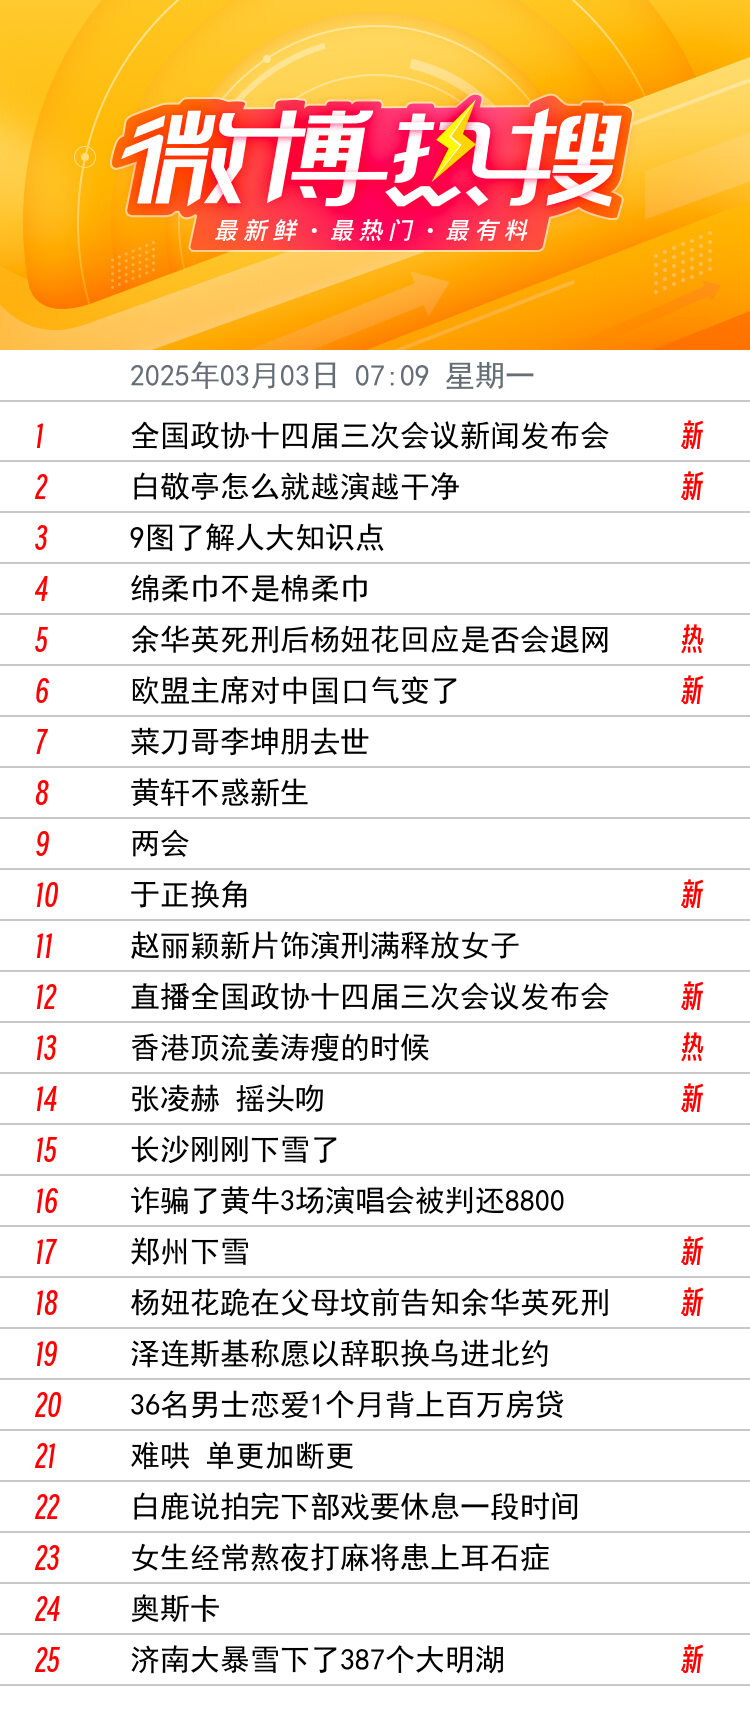 微博热搜
最新鲜·最热门·最有料
2025年03月03日 07:09 星期一
1 全国政协十四届三次会议新闻发布会 新
2 白敬亭怎么就越演越干净 新
3 9图了解人大知识点
4 绵柔巾不是棉柔巾
5 余华英死刑后杨妞花回应是否会退网 热
6 欧盟主席对中国口气变了 新
7 菜刀哥李坤朋去世
8 黄轩不惑新生
9 两会
10 于正换角 新
11 赵丽颖新片饰演刑满释放女子
12 直播全国政协十四届三次会议发布会 新
13 香港顶流姜涛瘦的时候 热
14 张凌赫 摇头吻 新
15 长沙刚刚下雪了
16 诈骗了黄牛3场演唱会被判还8800
17 郑州下雪 新
18 杨妞花跪在父母坟前告知余华英死刑 新
19 泽连斯基称愿以辞职换乌进北约
20 36名男士恋爱1个月背上百万房贷
21 难哄 单更加断更
22 白鹿说拍完下部戏要休息一段时间
23 女生经常熬夜打麻将患上耳石症
24 奥斯卡
25 济南大暴雪下了387个大明湖 新